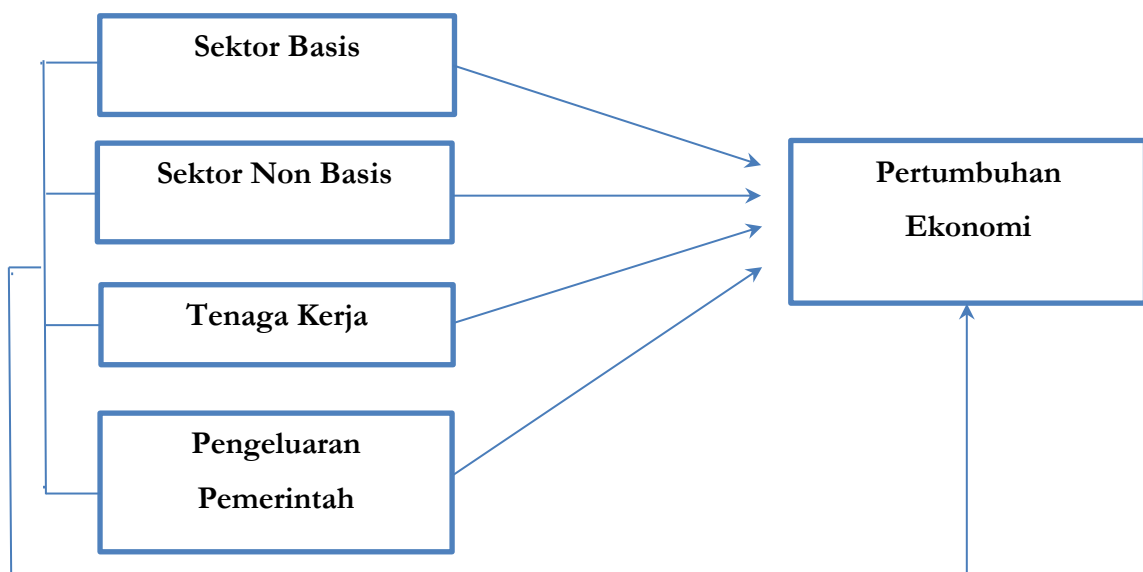 Sektor Basis
Sektor Non Basis
Tenaga Kerja
Pengeluaran
Pemerintah
Pertumbuhan
Ekonomi